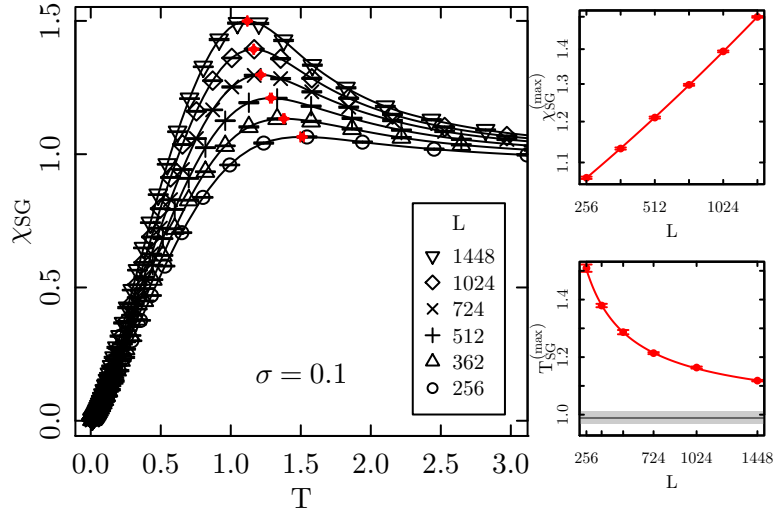 χSG
1.5
1.0
0.5
0.0
0.0 0.5 1.0 1.5 2.0 2.5 3.0
T
σ = 0.1
L
1448
1024
724
512
362
256
χSG(max)
1.4
1.3
1.2
1.1
256 512 1024
L
TSG(max)
1.4
1.2
1.0
256 724 1024 1448
L